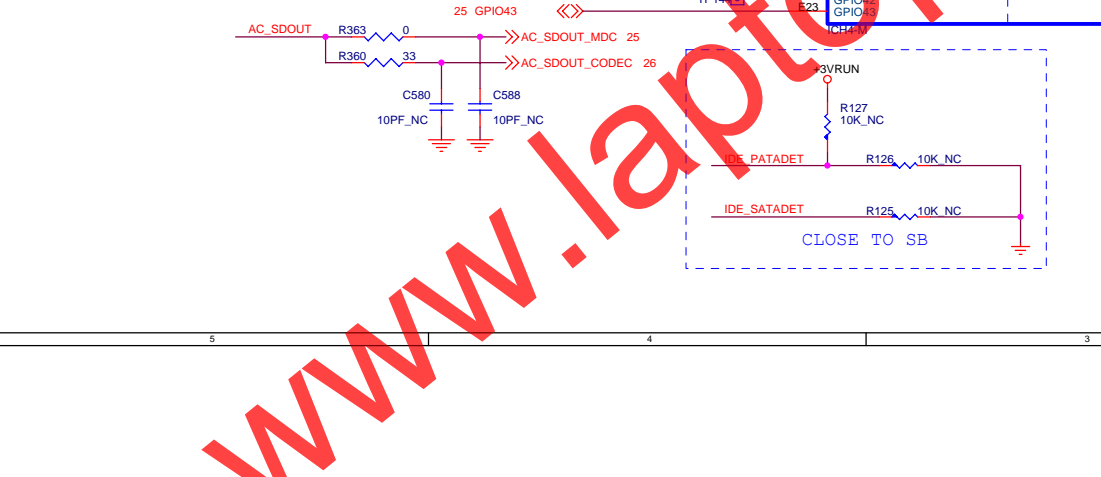 GPIO42
25 GPIO43
E23
GPIO43
ICH4-M
AC_SDOUT
R363
0
AC_SDOUT_MDC 25
R360
33
AC_SDOUT_CODEC 26
C580
C588
10PF_NC
10PF_NC
+3VRUN
R127
10K_NC
IDE_PATADET
R126
10K_NC
IDE_SATADET
R125
10K_NC
CLOSE TO SB
5
4
3
www.lapto